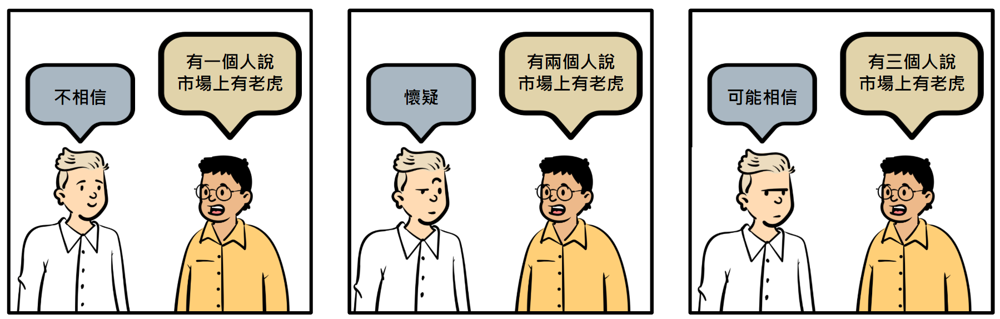 有一個人說
市場上有老虎
不相信
有兩個人說
市場上有老虎
懷疑
有三個人說
市場上有老虎
可能相信